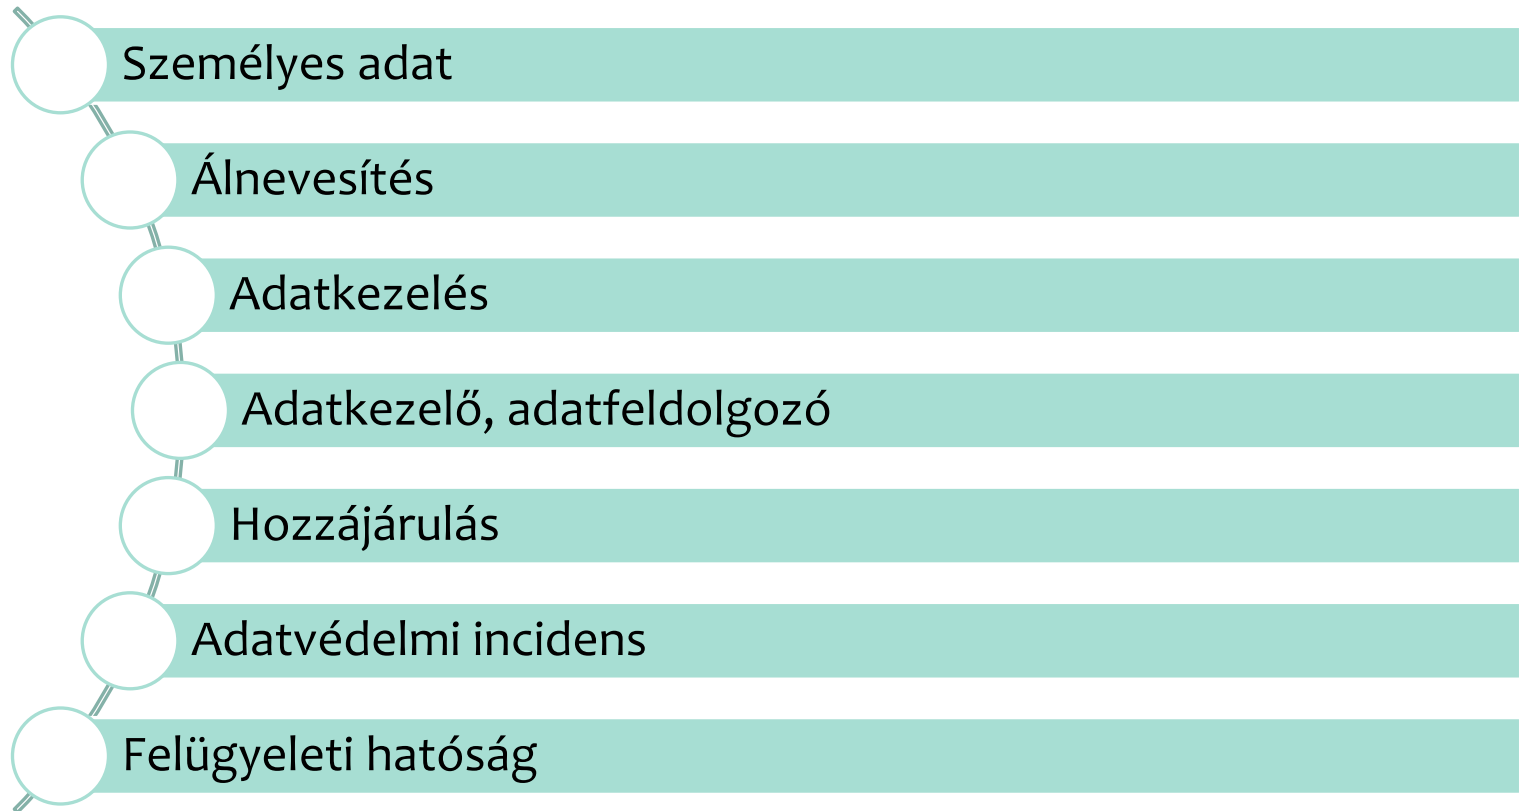 Személyes adat
Álnevesítés
Adatkezelés
Adatkezelő, adatfeldolgozó
Hozzájárulás
Adatvédelmi incidens
Felügyeleti hatóság